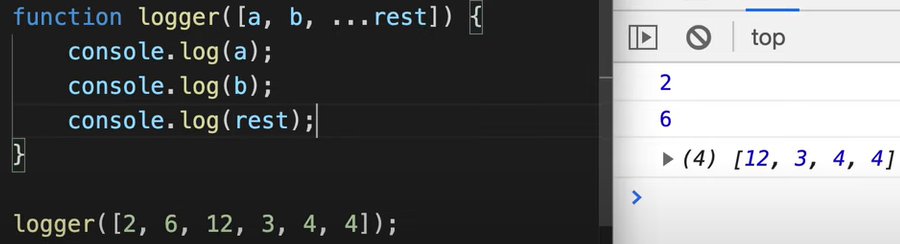 function logger([a, b, ...rest]) {
    console.log(a);
    console.log(b);
    console.log(rest);
}
logger([2, 6, 12, 3, 4, 4]);
top
2
6
(4) [12, 3, 4, 4]